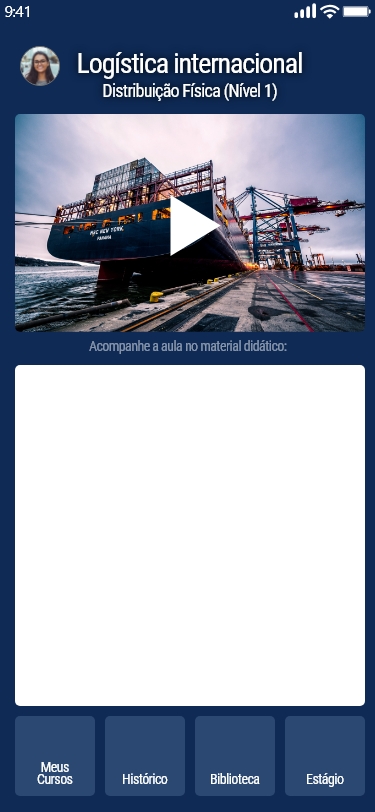 9:41
Logística internacional
Distribuição Física (Nível 1)
MSC NEW YORK
PANAMA
Acompanhe a aula no material didático:
Meus
Cursos
Histórico
Biblioteca
Estágio